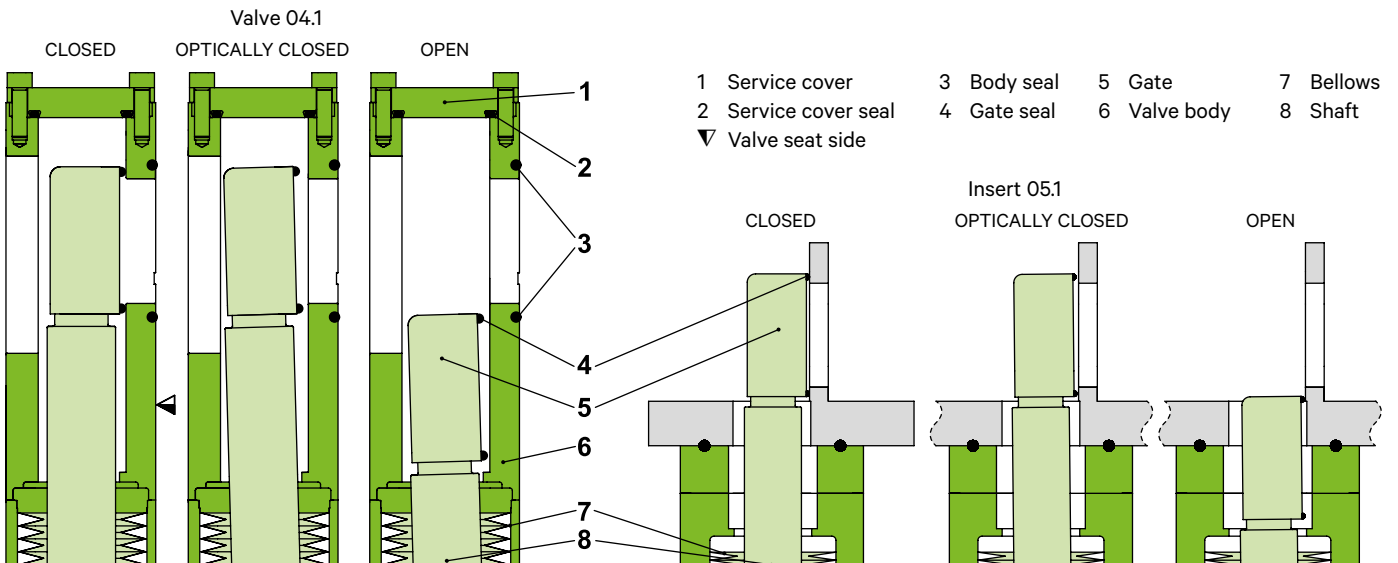 Valve 04.1
CLOSED OPTICALLY CLOSED OPEN
1 Service cover 3 Body seal 5 Gate 7 Bellows
2 Service cover seal 4 Gate seal 6 Valve body 8 Shaft
Valve seat side
1
2
3
4
5
6
7
8
Insert 05.1
CLOSED OPTICALLY CLOSED OPEN